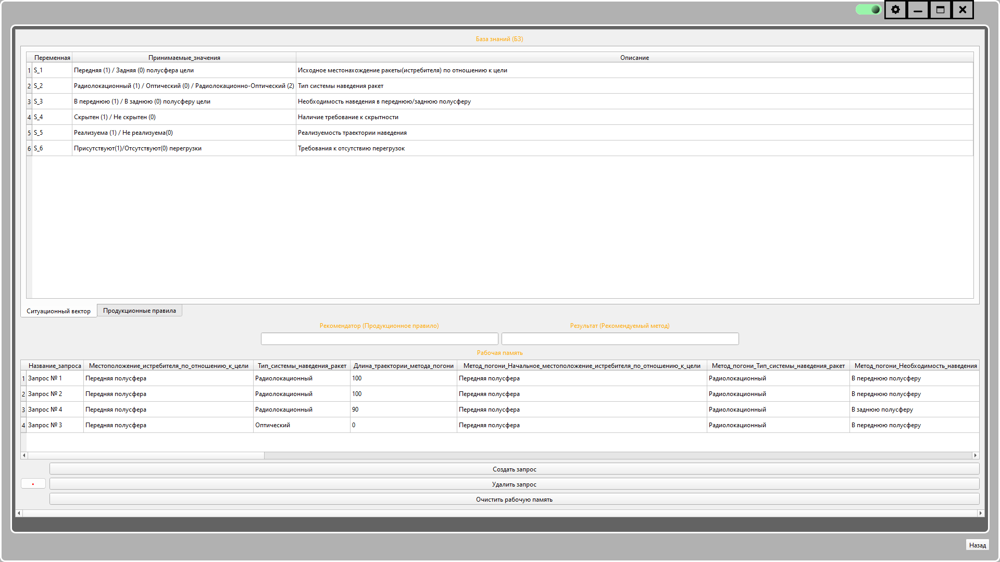 База знаний (БЗ)
Переменная Принимаемые_значения Описание
1 S_1 Передняя (1) / Задняя (0) полусфера цели Исходное местонахождение ракеты(истребителя) по отношению к цели
2 S_2 Радиолокационный (1) / Оптический (0) / Радиолокационно-Оптический (2) Тип системы наведения ракет
3 S_3 В переднюю (1) / В заднюю (0) полусферу цели Необходимость наведения в переднюю/заднюю полусферу
4 S_4 Скрытен (1) / Не скрытен (0) Наличие требование к скрытности
5 S_5 Реализуема (1) / Не реализуема(0) Реализуемость траектории наведения
6 S_6 Присутствуют(1)/Отсутствуют(0) перегрузки Требования к отсутствию перегрузок
Ситуационный вектор Продукционные правила
Рекомендатор (Продукционное правило) Результат (Рекомендуемый метод)
Рабочая память
Название_запроса Местоположение_истребителя_по_отношению_к_цели Тип_системы_наведения_ракет Длина_траектории_метода_погони Метод_погони_Начальное_местоположение_истребителя_по_отношению_к_цели Метод_погони_Тип_системы_наведения_ракет Метод_погони_Необходимость_наведения
1 Запрос № 1 Передняя полусфера Радиолокационный 100 Передняя полусфера Радиолокационный В переднюю полусферу
2 Запрос № 2 Передняя полусфера Радиолокационный 100 Передняя полусфера Радиолокационный В переднюю полусферу
3 Запрос № 4 Передняя полусфера Радиолокационный 90 Передняя полусфера Радиолокационный В заднюю полусферу
4 Запрос № 3 Передняя полусфера Оптический 0 Передняя полусфера Радиолокационный В переднюю полусферу
Создать запрос
Удалить запрос
Очистить рабочую память
Назад